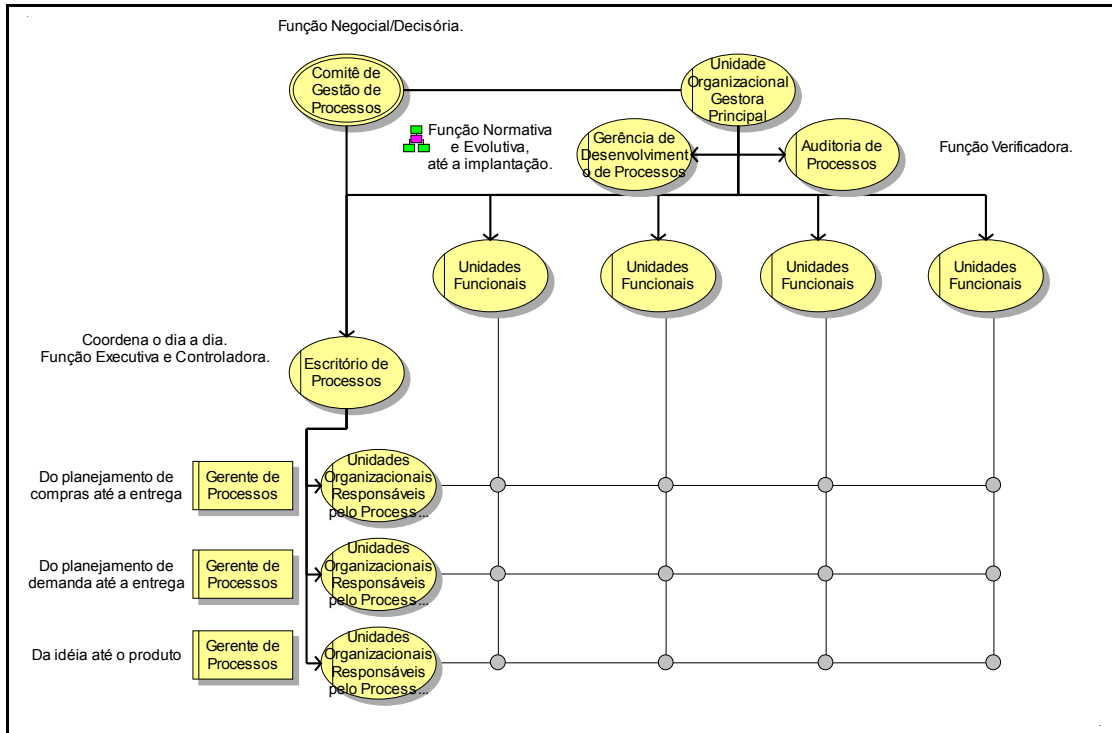 Função Negocial/Decisória.
Comitê de
Gestão de
Processos
Unidade
Organizacional
Gestora
Principal
Função Normativa
e Evolutiva,
até a implantação.
Gerência de
Desenvolviment
o de Processos
Auditoria de
Processos
Função Verificadora.
Unidades
Funcionais
Unidades
Funcionais
Unidades
Funcionais
Unidades
Funcionais
Coordena o dia a dia.
Função Executiva e Controladora.
Escritório de
Processos
Do planejamento de
compras até a entrega
Gerente de
Processos
Unidades
Organizacionais
Responsáveis
pelo Process...
Do planejamento de
demanda até a entrega
Gerente de
Processos
Unidades
Organizacionais
Responsáveis
pelo Process...
Da idéia até o produto
Gerente de
Processos
Unidades
Organizacionais
Responsáveis
pelo Process...